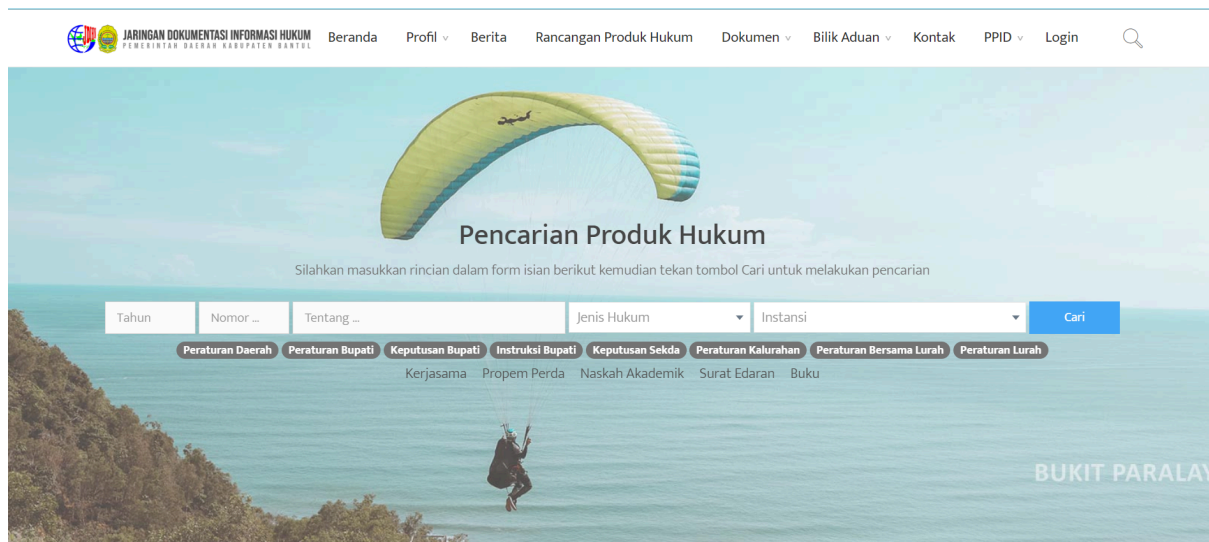 JARINGAN DOKUMENTASI INFORMASI HUKUM
PEMERINTAH DAERAH KABUPATEN BANTUL
Beranda Profil Berita Rancangan Produk Hukum Dokumen Bilik Aduan Kontak PPID Login
Pencarian Produk Hukum
Silahkan masukkan rincian dalam form isian berikut kemudian tekan tombol Cari untuk melakukan pencarian
Tahun Nomor ... Tentang ... Jenis Hukum Instansi Cari
Peraturan Daerah Peraturan Bupati Keputusan Bupati Instruksi Bupati Keputusan Sekda Peraturan Kalurahan Peraturan Bersama Lurah Peraturan Lurah
Kerjasama Propem Perda Naskah Akademik Surat Edaran Buku
BUKIT PARALAY